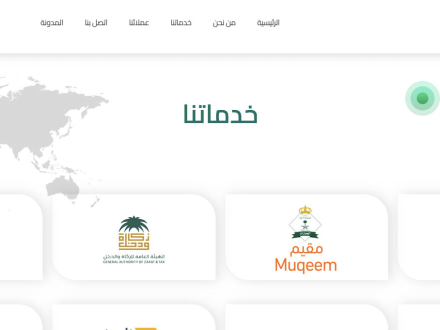 الرئيسية من نحن خدماتنا عملائنا اتصل بنا المدونة
خدماتنا
مقيم
Muqeem
زكاة
ودخل
الهيئة العامة للزكاة والدخل
GENERAL AUTHORITY OF ZAKAT & TAX